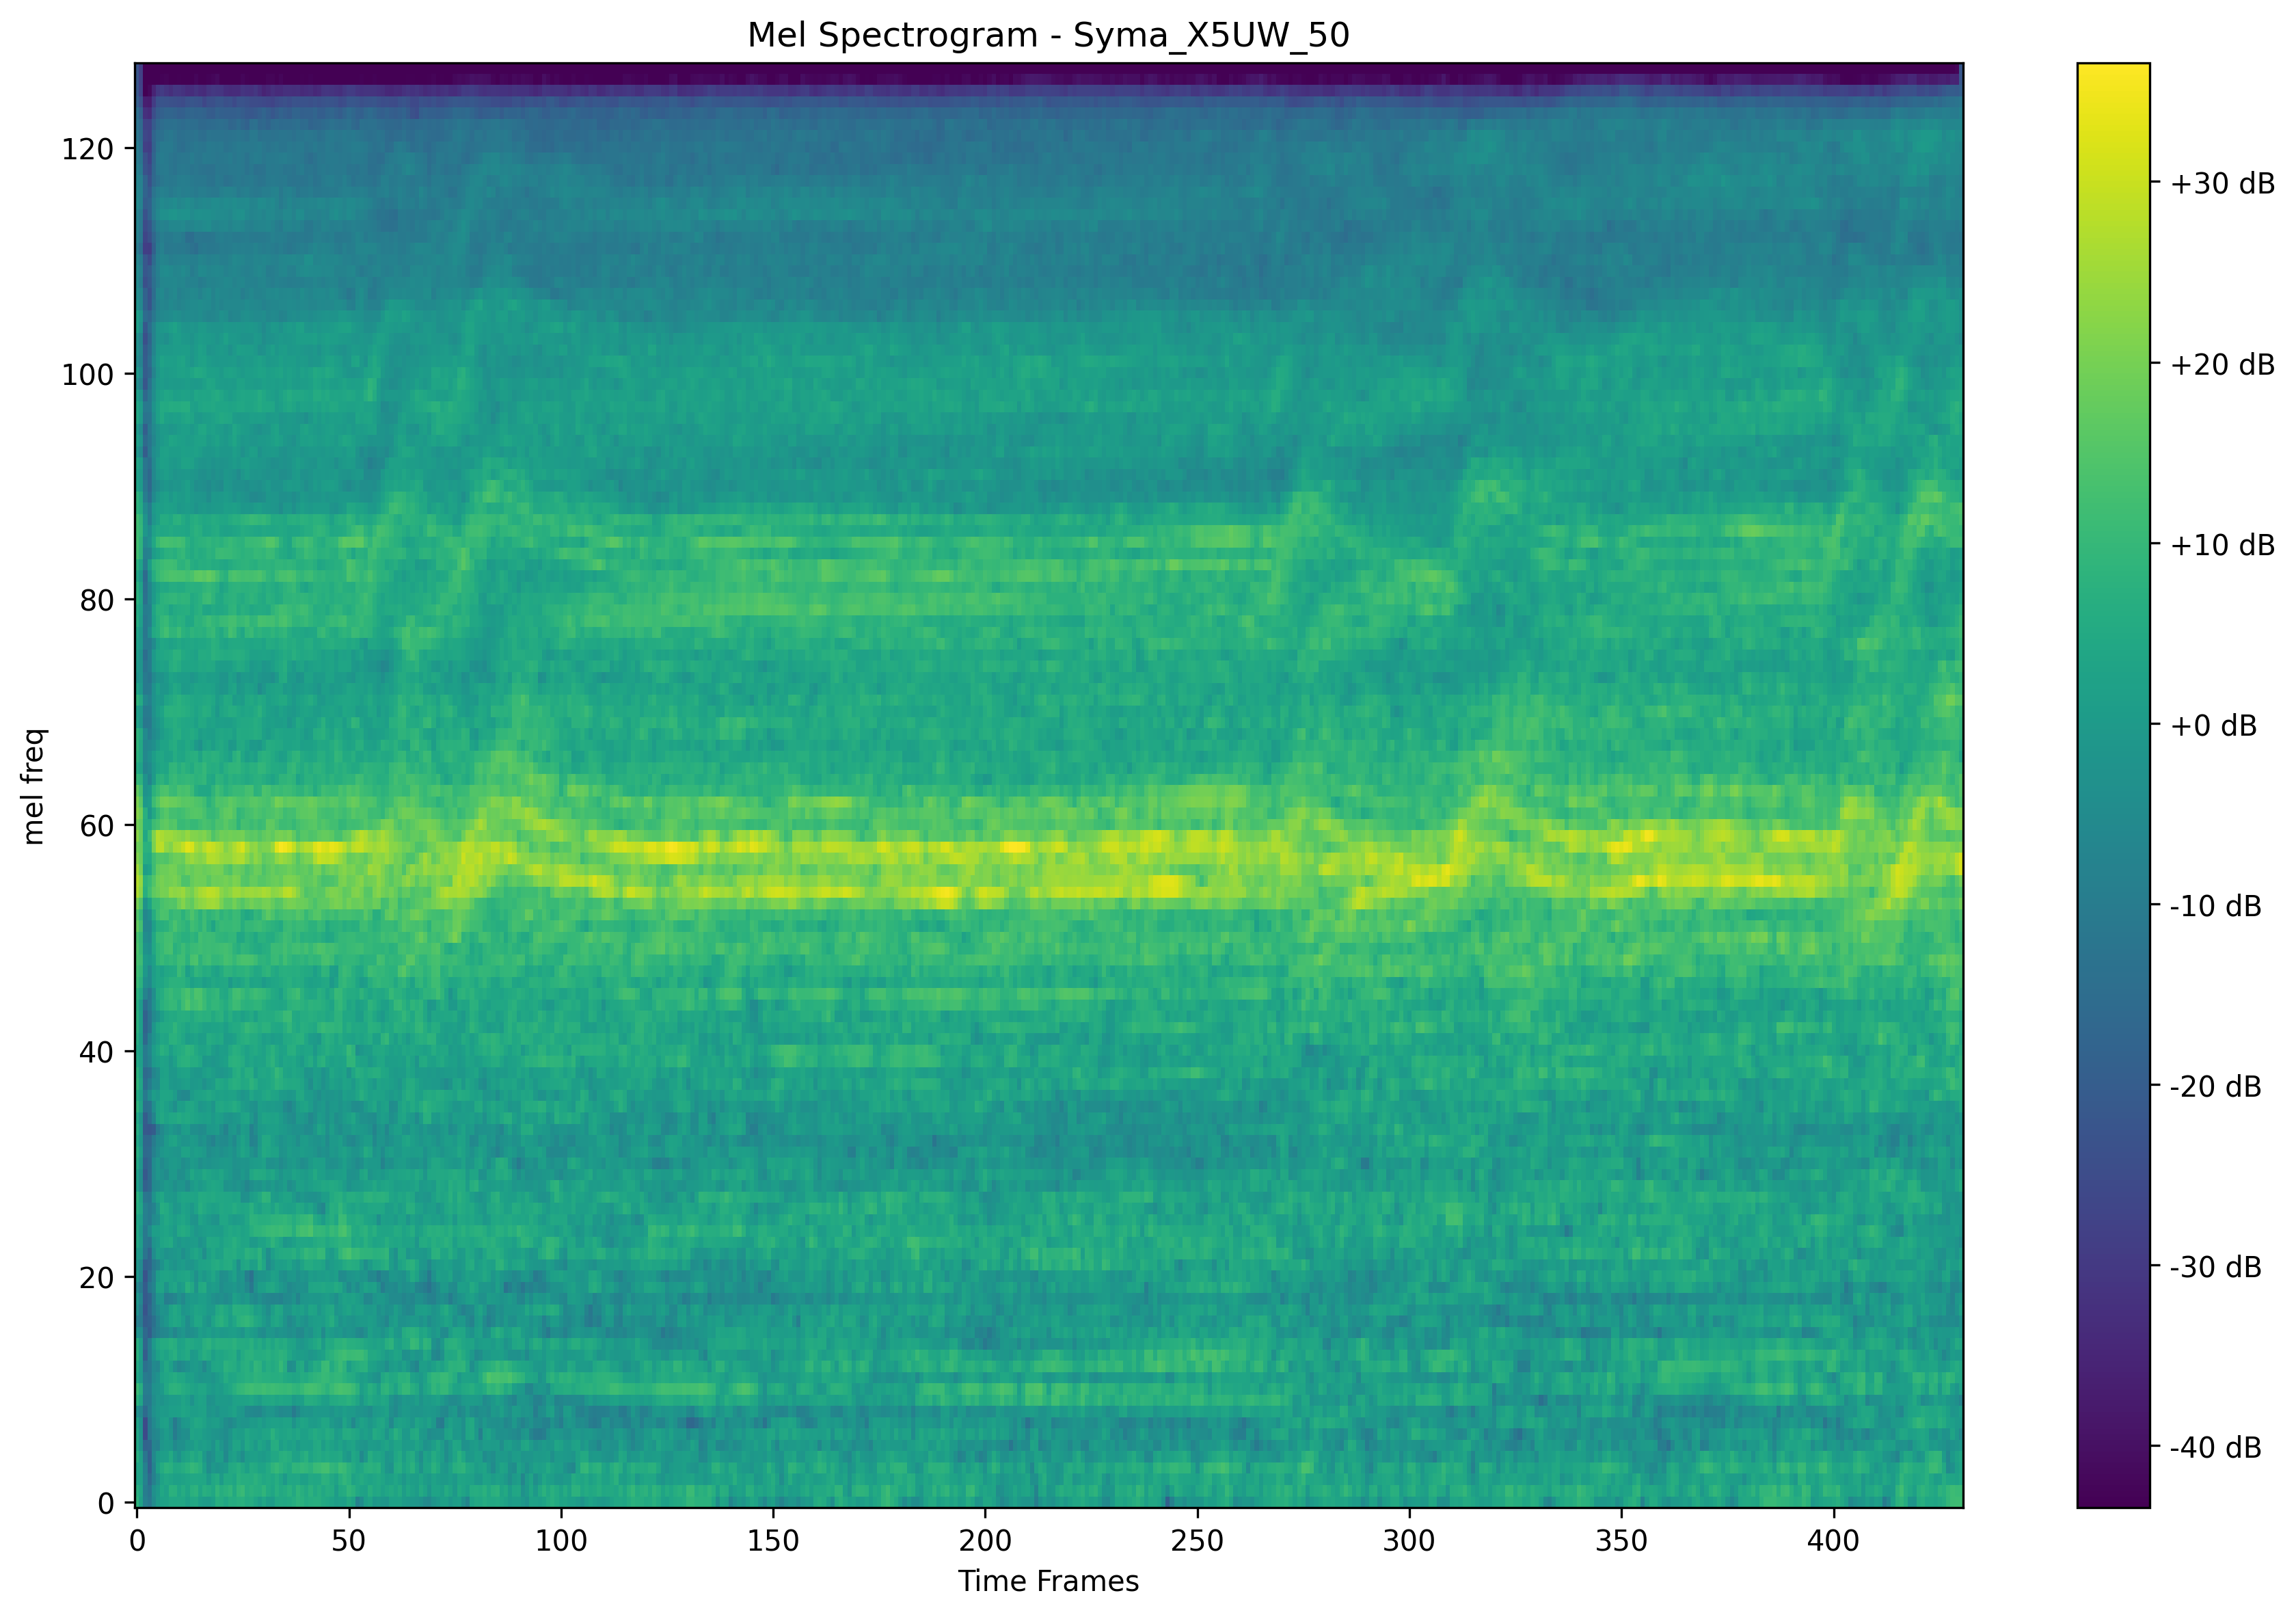 Mel Spectrogram - Syma_X5UW_50
mel freq
120
100
80
60
40
20
0
0 50 100 150 200 250 300 350 400
Time Frames
+30 dB
+20 dB
+10 dB
+0 dB
-10 dB
-20 dB
-30 dB
-40 dB